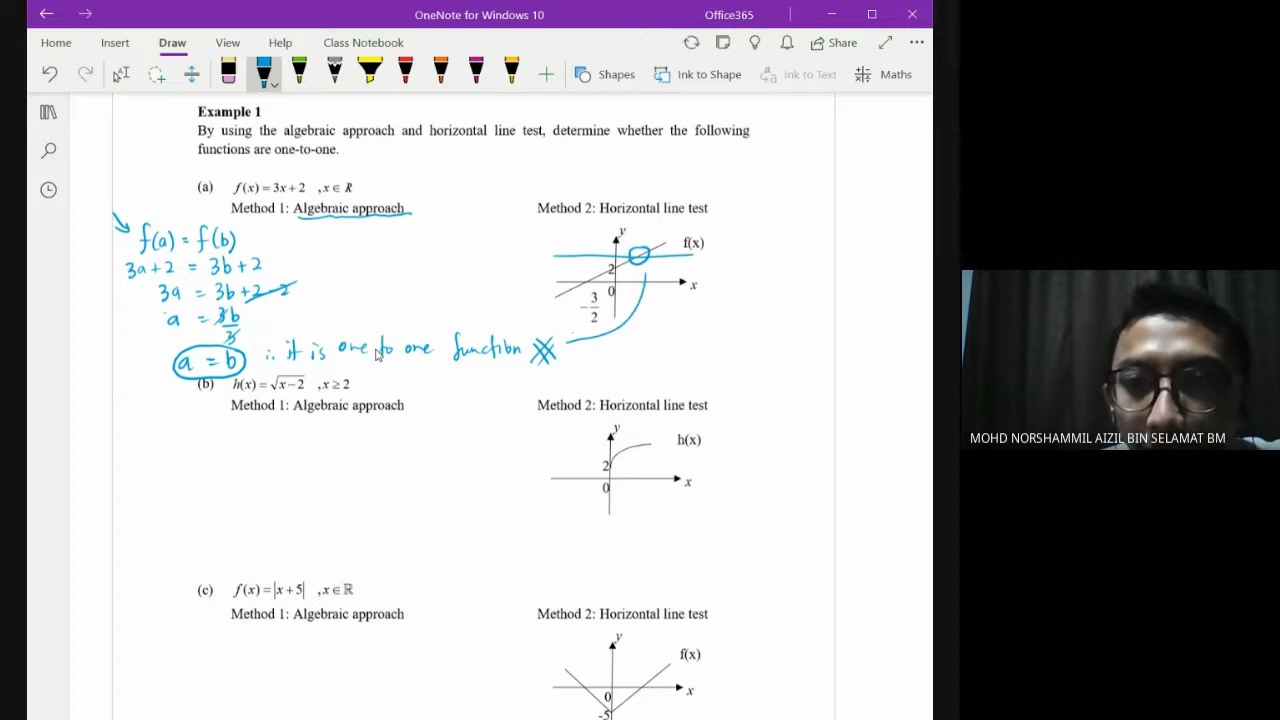 OneNote for Windows 10
Office365
Home Insert Draw View Help Class Notebook
Share
Shapes Ink to Shape Ink to Text Maths
Example 1
By using the algebraic approach and horizontal line test, determine whether the following
functions are one-to-one.
(a) f(x) = 3x + 2 , x ∈ R
Method 1: Algebraic approach
Method 2: Horizontal line test
f(a) = f(b)
3a + 2 = 3b + 2
3a = 3b + 2 - 2
a = 3b/3
a = b ∴ it is one to one function
y
f(x)
2
0
x
-3/2
(b) h(x) = √(x-2) , x ≥ 2
Method 1: Algebraic approach
Method 2: Horizontal line test
y
h(x)
2
0
x
(c) f(x) = |x + 5| , x ∈ ℝ
Method 1: Algebraic approach
Method 2: Horizontal line test
y
f(x)
0
x
-5
MOHD NORSHAMMIL AIZIL BIN SELAMAT BM